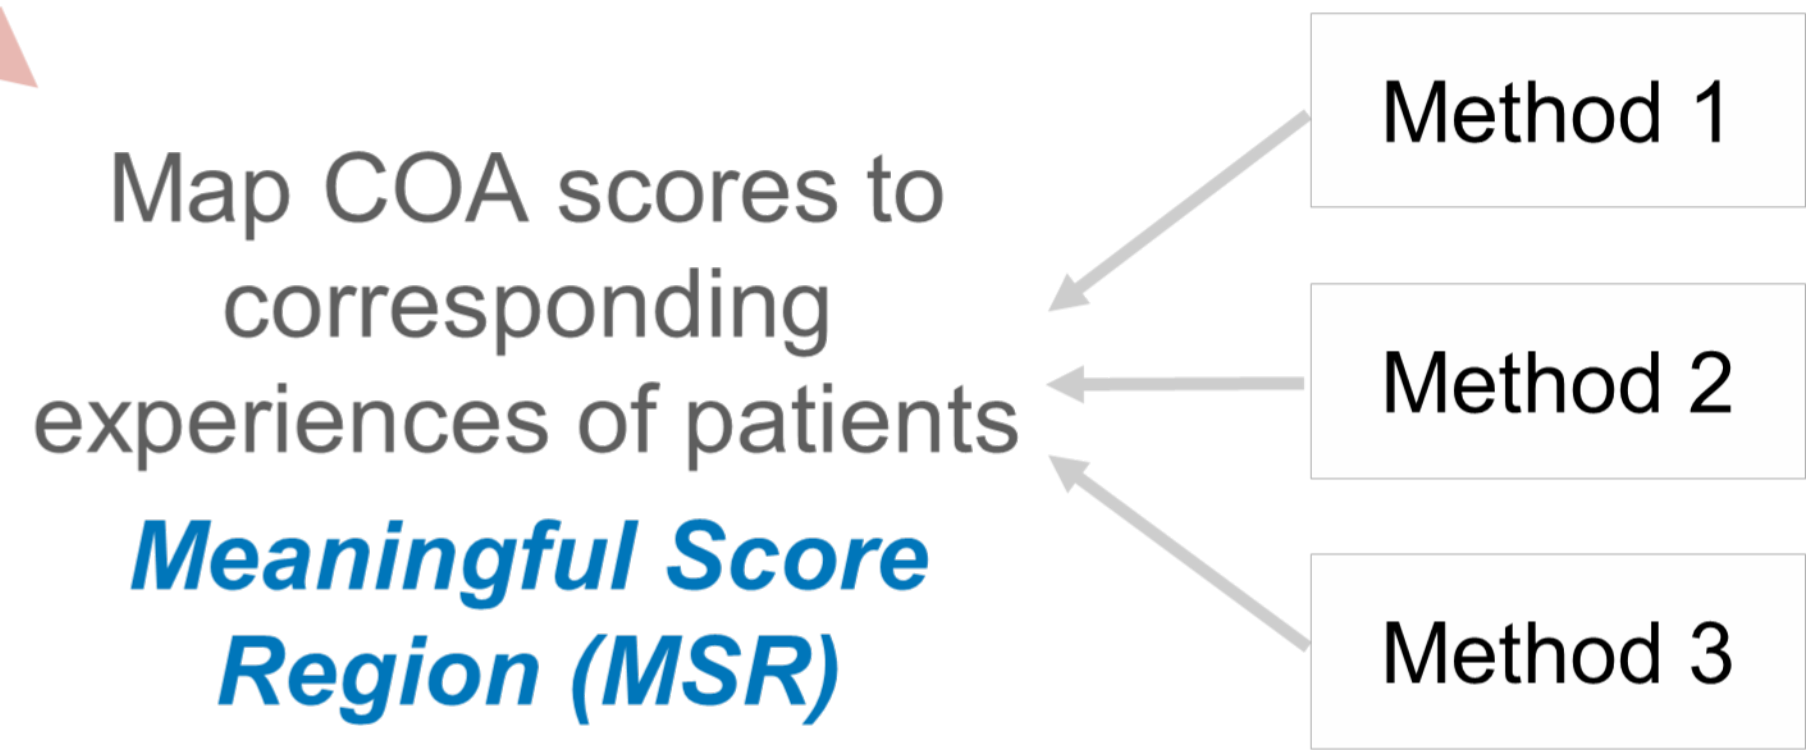 Map COA scores to
corresponding
experiences of patients
Meaningful Score
Region (MSR)
Method 1
Method 2
Method 3